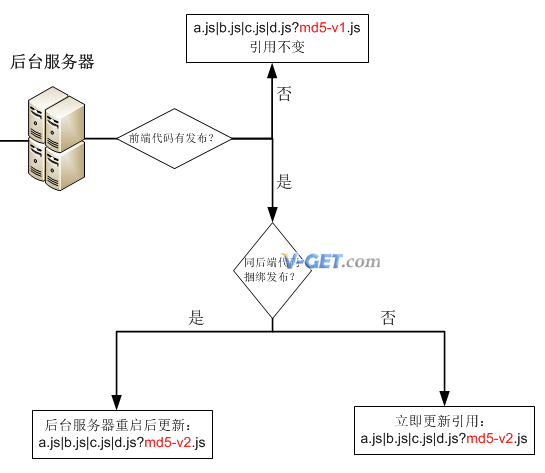 a.js|b.js|c.js|d.js?md5-v1.js
引用不变
后台服务器
否
前端代码有发布?
是
同后端代码
捆绑发布?
V-GET.com
是
否
后台服务器重启后更新:
a.js|b.js|c.js|d.js?md5-v2.js
立即更新引用:
a.js|b.js|c.js|d.js?md5-v2.js